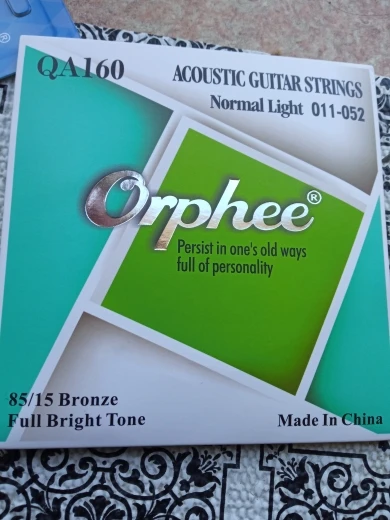 QA160
ACOUSTIC GUITAR STRINGS
Normal Light 011-052
Orphee®
Persist in one's old ways
full of personality
85/15 Bronze
Full Bright Tone
Made In China